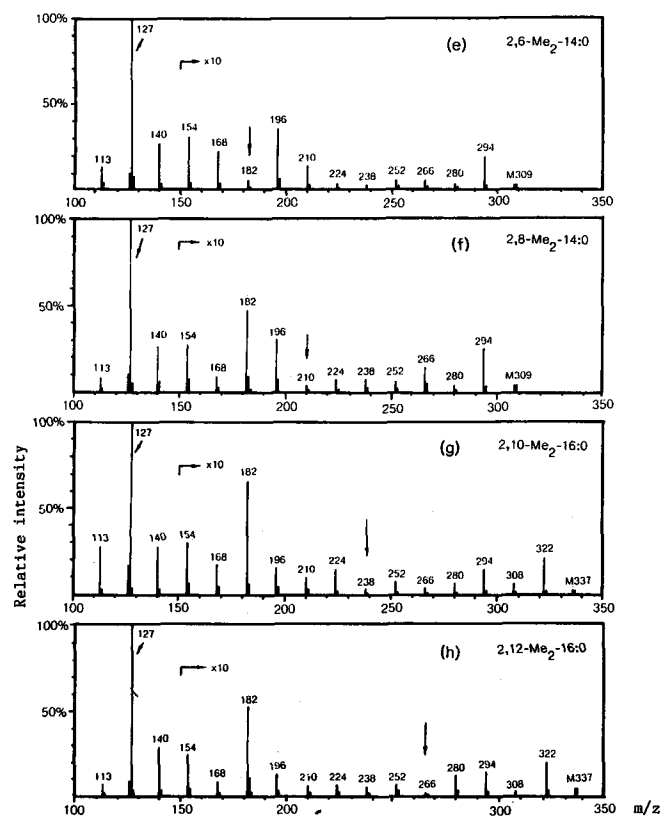 Relative intensity
(e) 2,6-Me2-14:0
100%
50%
127
x10
113 140 154 168 182 196 210 224 238 252 266 280 294 M309
100 150 200 250 300 350
(f) 2,8-Me2-14:0
100%
50%
127
x10
113 140 154 168 182 196 210 224 238 252 266 280 294 M309
100 150 200 250 300 350
(g) 2,10-Me2-16:0
100%
50%
127
x10
113 140 154 168 182 196 210 224 238 252 266 280 294 308 322 M337
100 150 200 250 300 350
(h) 2,12-Me2-16:0
100%
50%
127
x10
113 140 154 168 182 196 210 224 238 252 266 280 294 308 322 M337
100 150 200 250 300 350
m/z